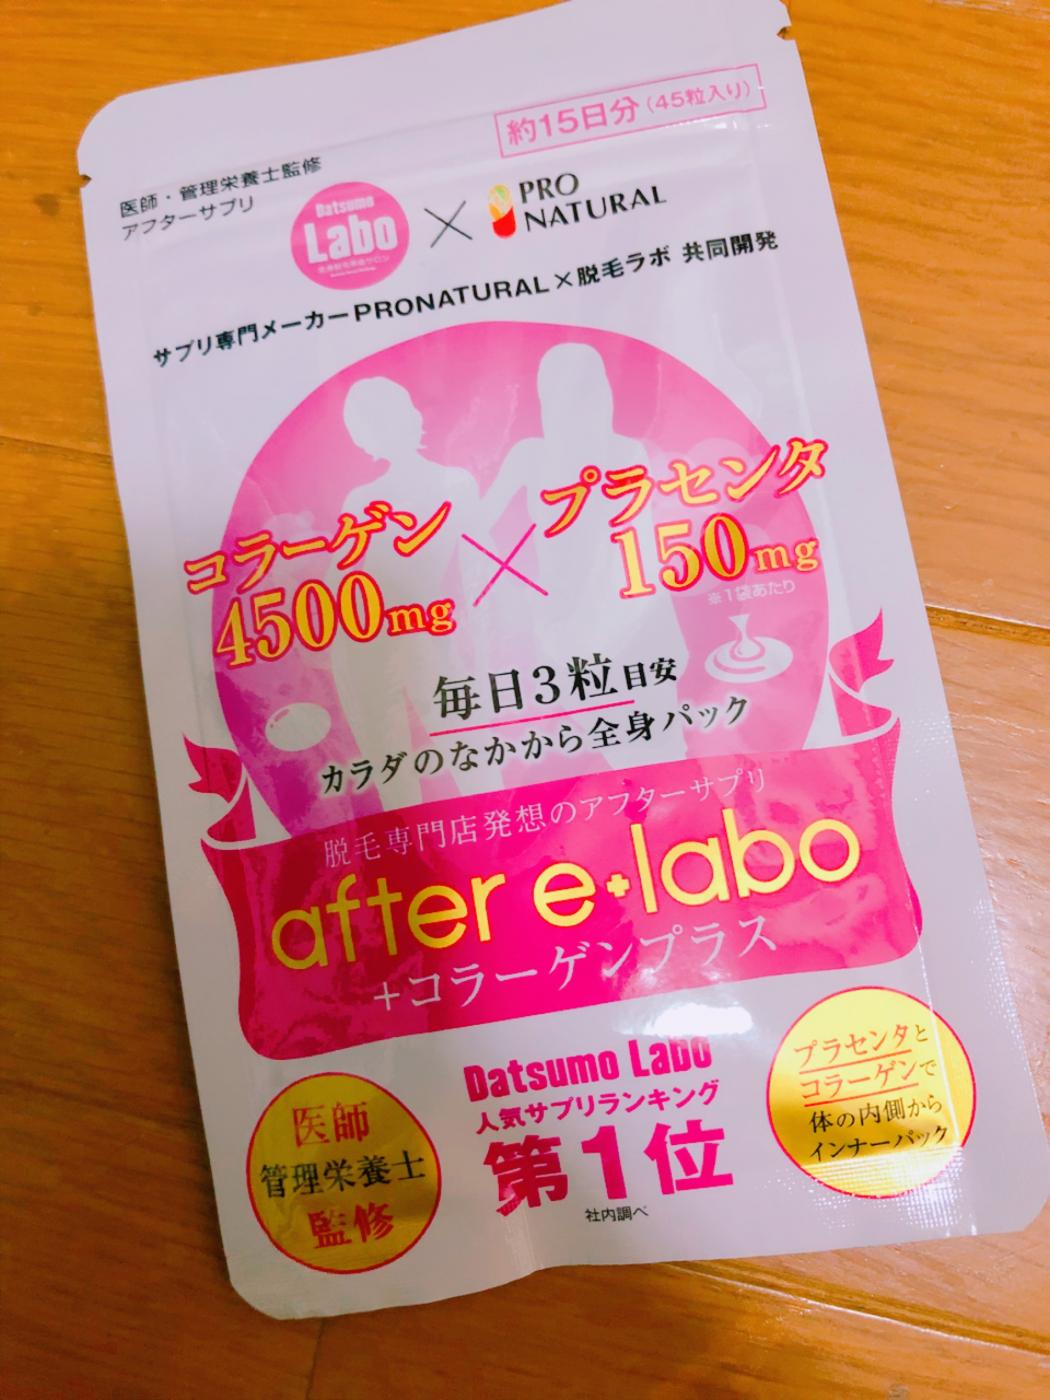 約15日分(45粒入り)
医師・管理栄養士監修
アフターサプリ
Datsumo
Labo
×
PRO
NATURAL
サプリ専門メーカーPRONATURAL×脱毛ラボ 共同開発
コラーゲン
4500mg
×
プラセンタ
150mg
※1袋あたり
毎日3粒目安
カラダのなかから全身パック
脱毛専門店発想のアフターサプリ
after e+labo
+コラーゲンプラス
Datsumo Labo
人気サプリランキング
第1位
社内調べ
医師
管理栄養士
監修
プラセンタと
コラーゲンで
体の内側から
インナーパック